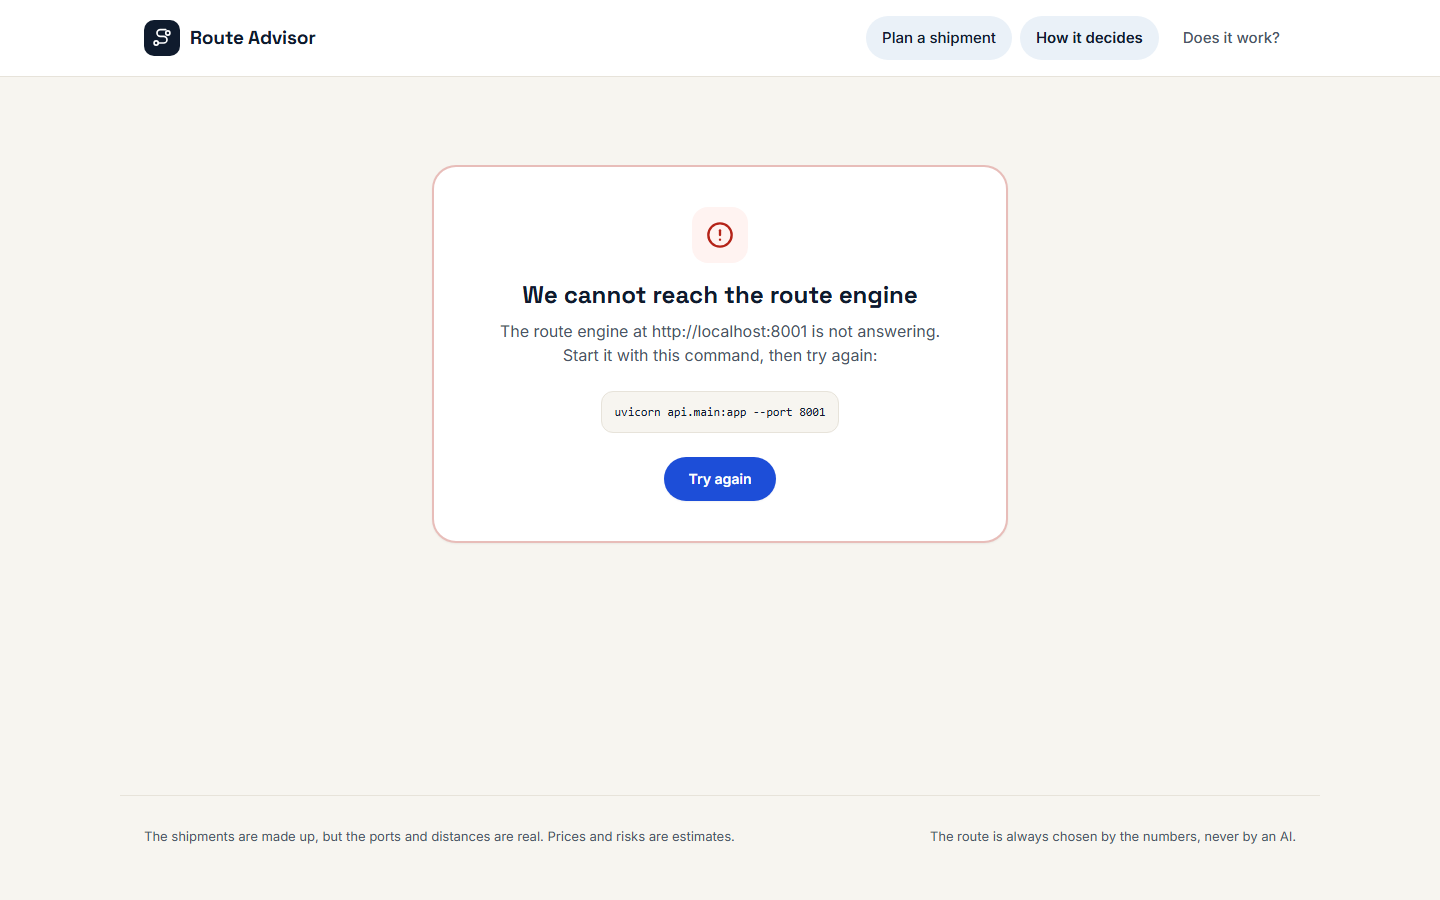 Route Advisor
Plan a shipment
How it decides
Does it work?
We cannot reach the route engine
The route engine at http://localhost:8001 is not answering.
Start it with this command, then try again:
uvicorn api.main:app --port 8001
Try again
The shipments are made up, but the ports and distances are real. Prices and risks are estimates.
The route is always chosen by the numbers, never by an AI.